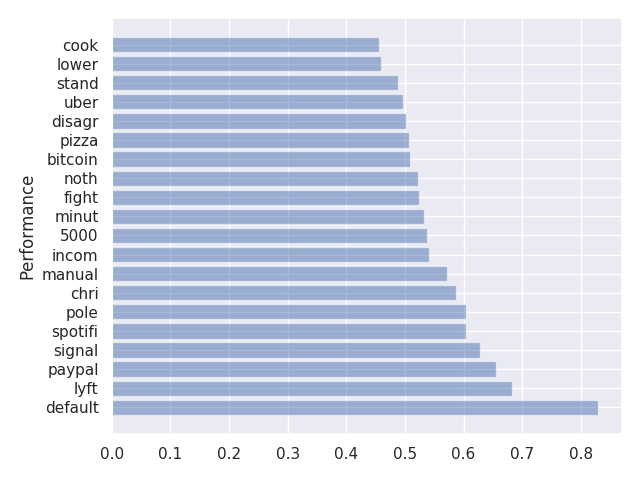 cook
lower
stand
uber
disagr
pizza
bitcoin
noth
fight
minut
5000
incom
manual
chri
pole
spotifi
signal
paypal
lyft
default
Performance
0.0 0.1 0.2 0.3 0.4 0.5 0.6 0.7 0.8